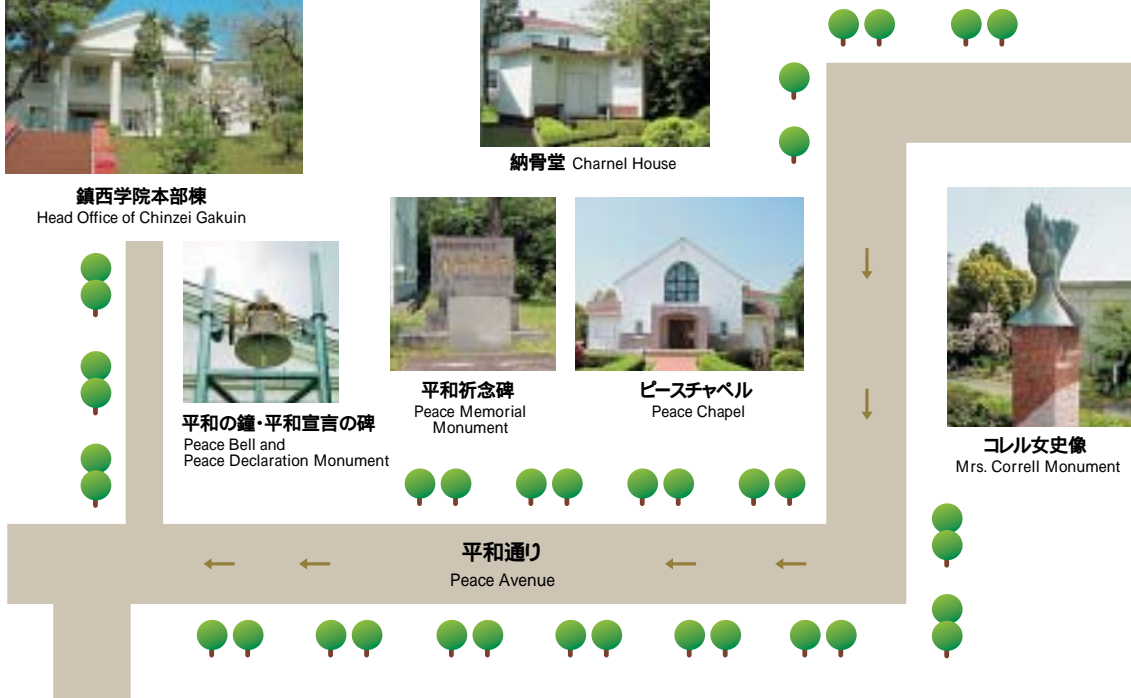 納骨堂 Charnel House
鎮西学院本部棟
Head Office of Chinzei Gakuin
平和の鐘・平和宣言の碑
Peace Bell and
Peace Declaration Monument
平和祈念碑
Peace Memorial
Monument
ピースチャペル
Peace Chapel
コレル女史像
Mrs. Correll Monument
平和通り
Peace Avenue